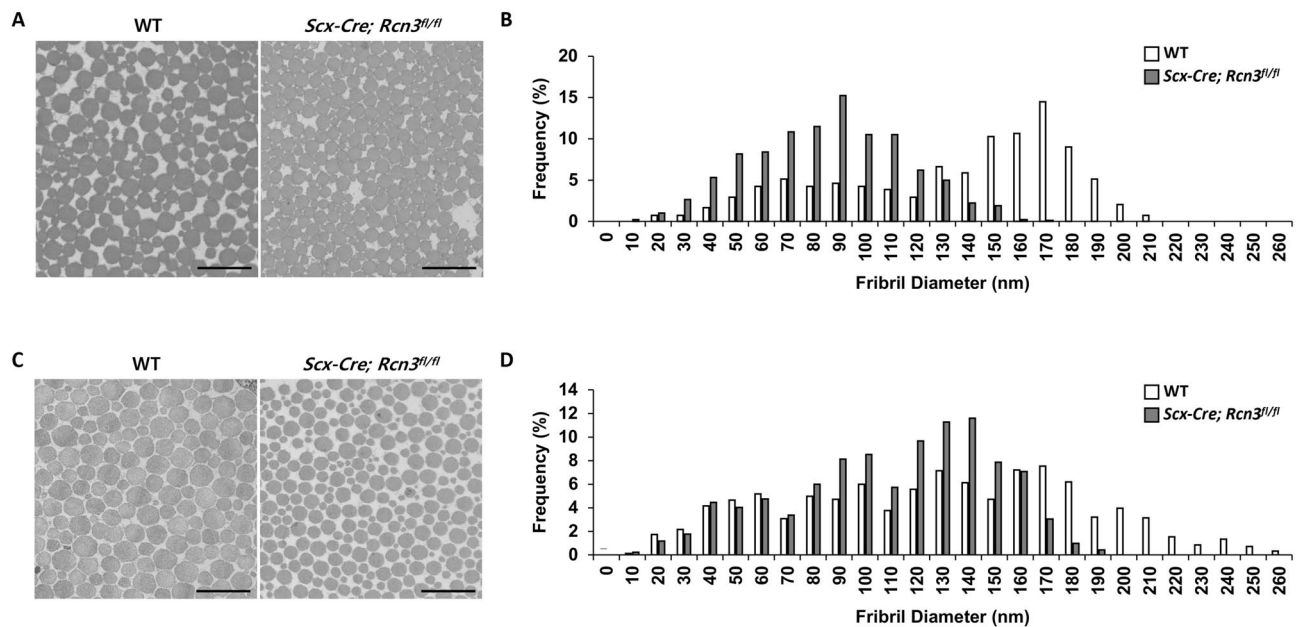 A
WT
Scx-Cre; Rcn3fl/fl
B
WT
Scx-Cre; Rcn3fl/fl
20
15
10
5
0
Frequency (%)
0 10 20 30 40 50 60 70 80 90 100 110 120 130 140 150 160 170 180 190 200 210 220 230 240 250 260
Fribril Diameter (nm)
C
WT
Scx-Cre; Rcn3fl/fl
D
WT
Scx-Cre; Rcn3fl/fl
14
12
10
8
6
4
2
0
Frequency (%)
0 10 20 30 40 50 60 70 80 90 100 110 120 130 140 150 160 170 180 190 200 210 220 230 240 250 260
Fribril Diameter (nm)